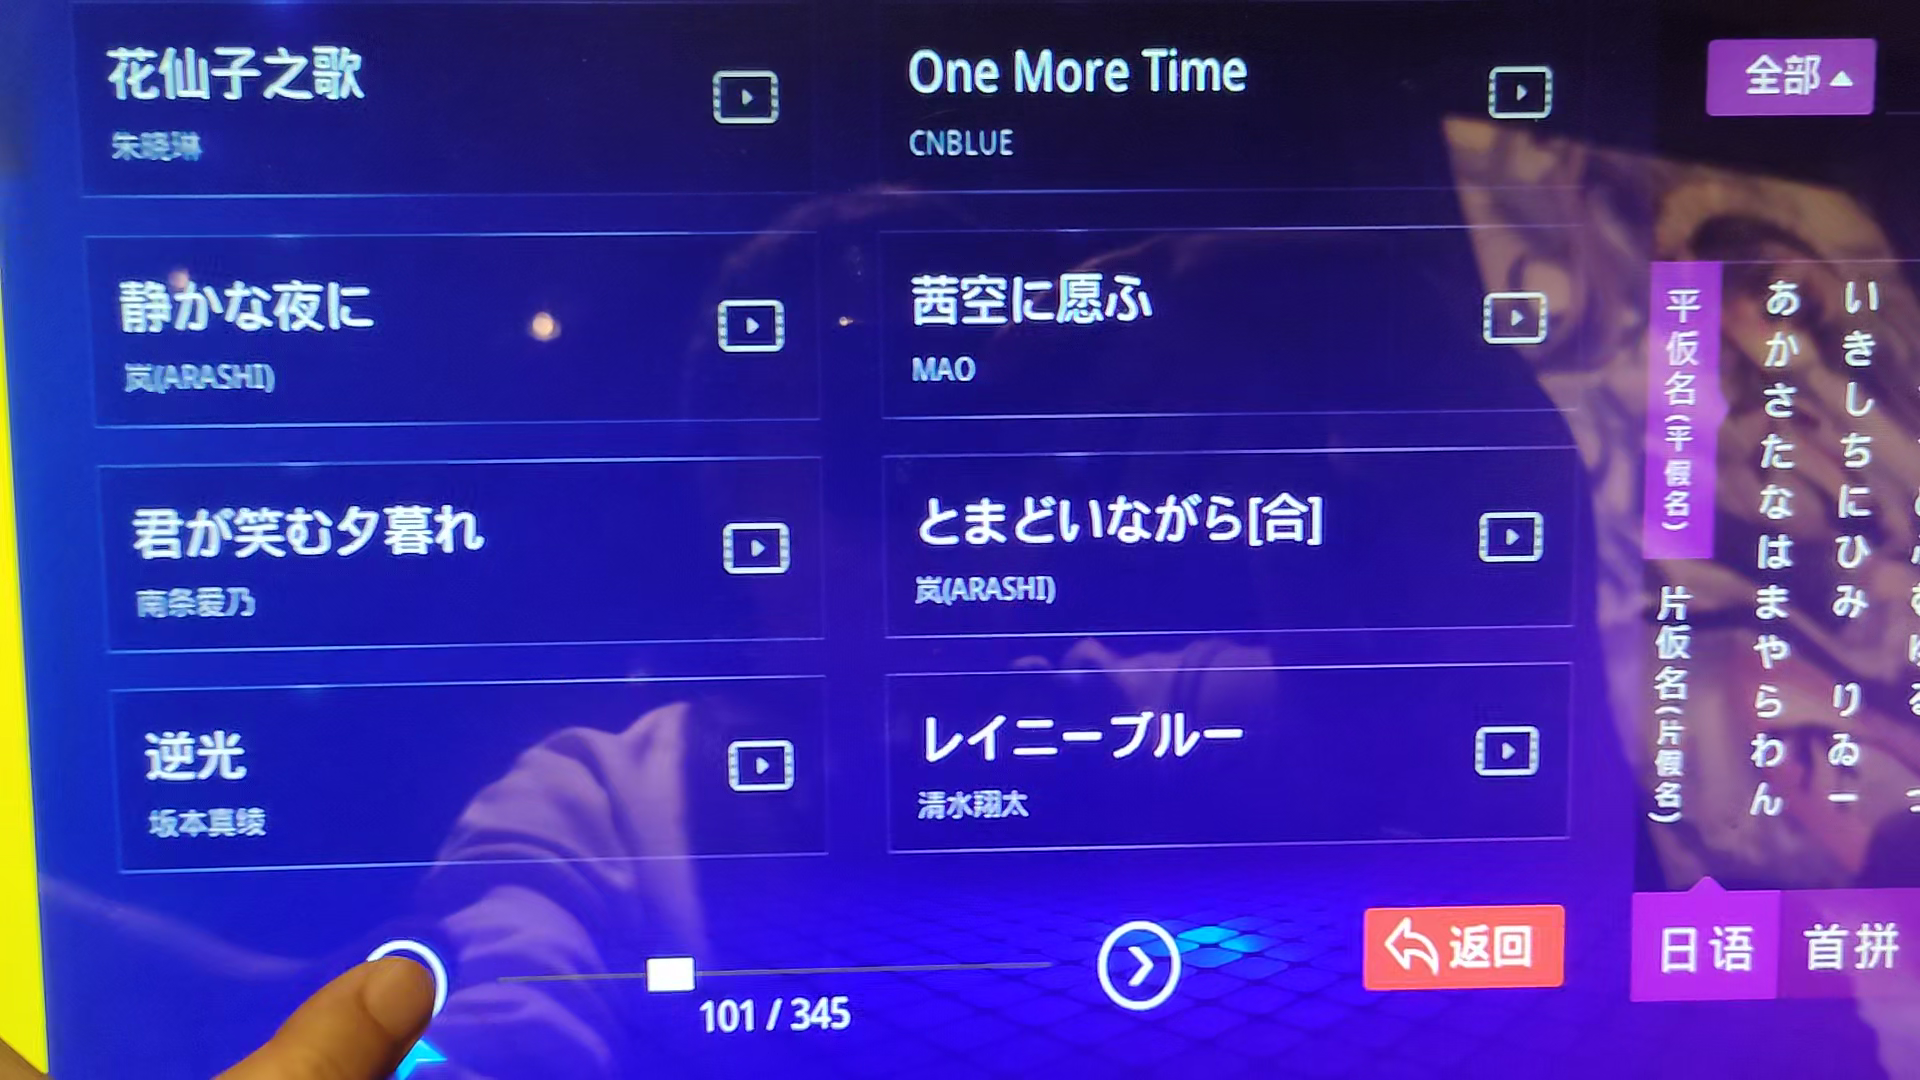 花仙子之歌
朱晓琳
One More Time
CNBLUE
静かな夜に
岚(ARASHI)
茜空に愿ふ
MAO
君が笑む夕暮れ
南条爱乃
とまどいながら[合]
岚(ARASHI)
逆光
坂本真绫
レイニーブルー
清水翔太
101 / 345
返回
全部
平仮名(平假名)
片仮名(片假名)
あかさたなはまやらわん
いきしちにひみ りゐー
日语
首拼